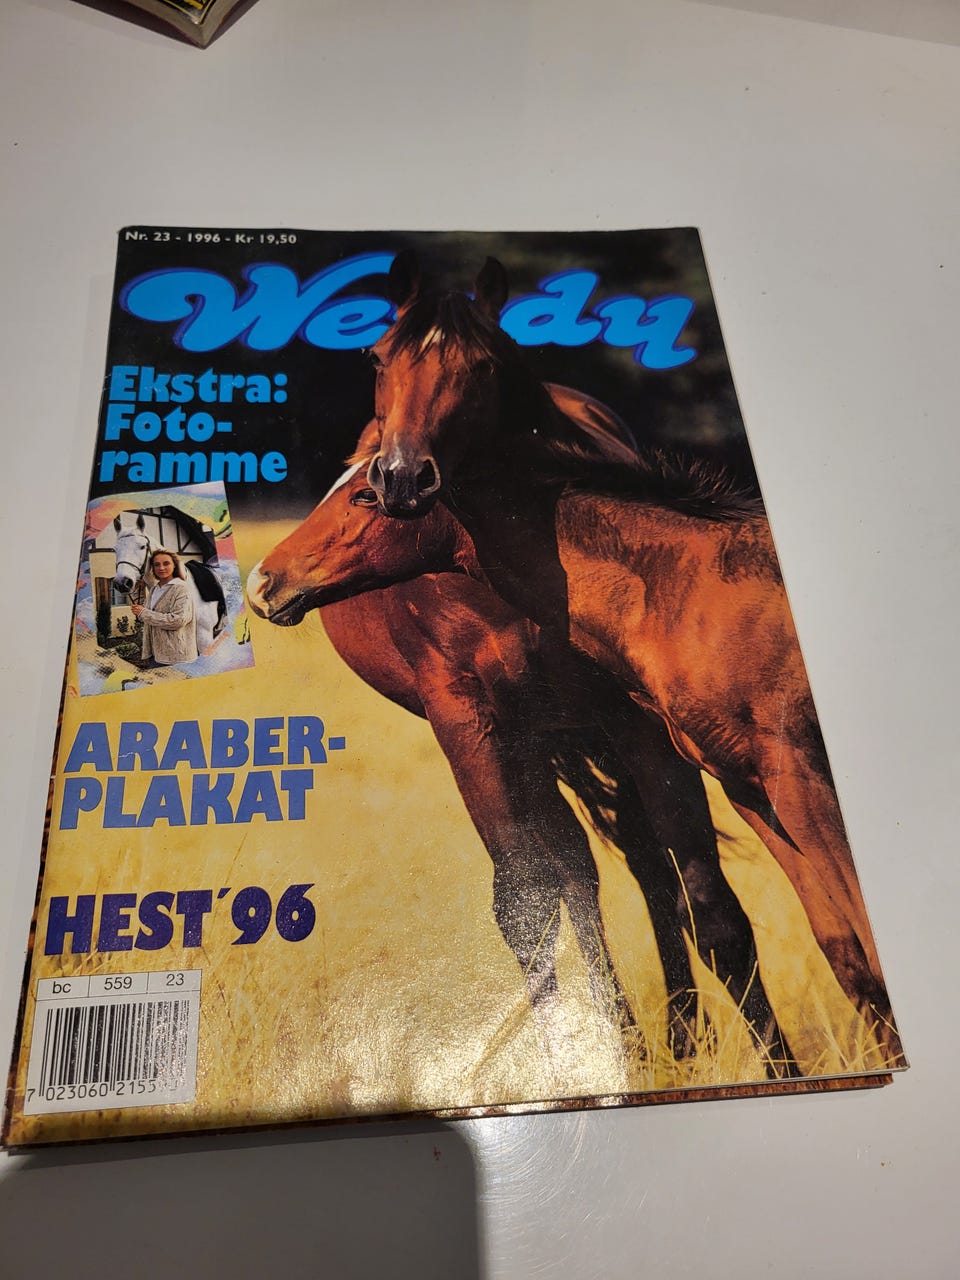 Nr. 23 - 1996 - Kr 19,50
Wendy
Ekstra:
Foto-
ramme
ARABER-
PLAKAT
HEST'96
bc 559 23
7 023060 2155